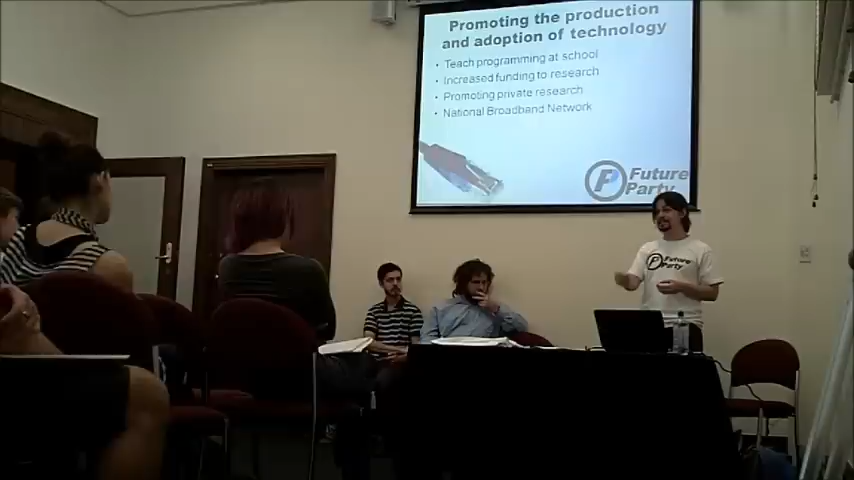 Promoting the production
and adoption of technology
• Teach programming at school
• Increased funding to research
• Promoting private research
• National Broadband Network
Future
Party
Future
Party